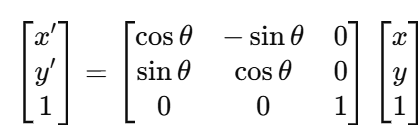 [x′] = [cos θ − sin θ 0] [x]
[y′] = [sin θ cos θ 0] [y]
[1] = [0 0 1] [1]